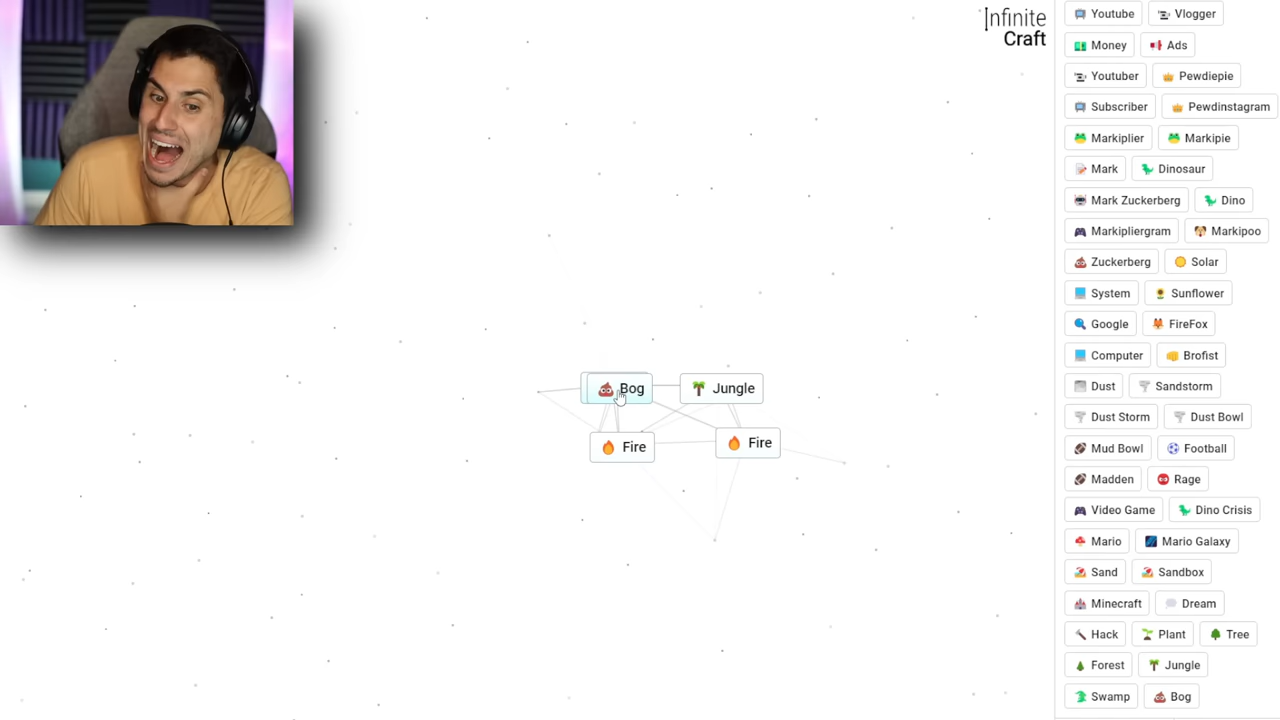 Infinite
Craft
Youtube Vlogger
Money Ads
Youtuber Pewdiepie
Subscriber Pewdinstagram
Markiplier Markipie
Mark Dinosaur
Mark Zuckerberg Dino
Markipliergram Markipoo
Zuckerberg Solar
System Sunflower
Google FireFox
Computer Brofist
Dust Sandstorm
Dust Storm Dust Bowl
Mud Bowl Football
Madden Rage
Video Game Dino Crisis
Mario Mario Galaxy
Sand Sandbox
Minecraft Dream
Hack Plant Tree
Forest Jungle
Swamp Bog
Bog Jungle
Fire Fire